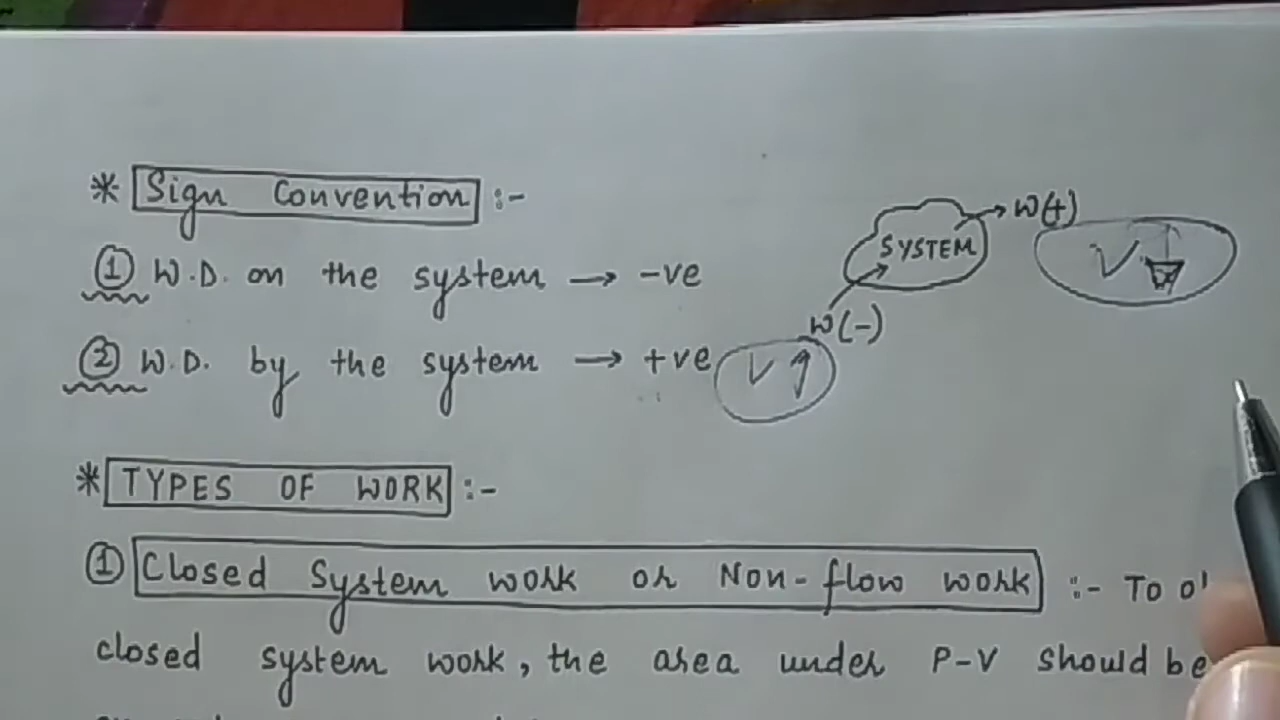 * Sign Convention :-
① W.D. on the system → -ve
② W.D. by the system → +ve
SYSTEM
W(+)
W(-)
V ↓
V ↑
* TYPES OF WORK :-
① Closed System work or Non-flow work :- To
closed system work, the area under P-V should be